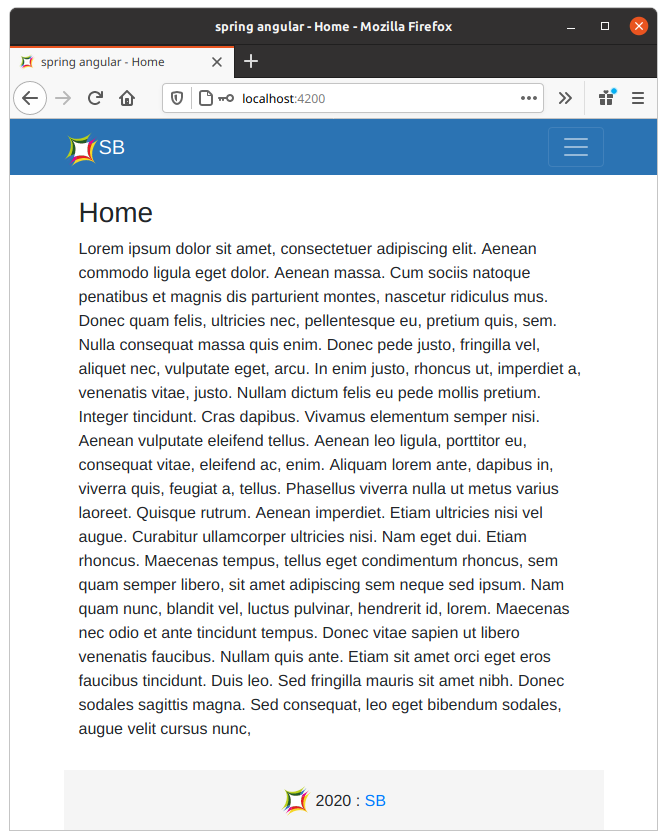 spring angular - Home - Mozilla Firefox
spring angular - Home
localhost:4200
SB
Home
Lorem ipsum dolor sit amet, consectetuer adipiscing elit. Aenean
commodo ligula eget dolor. Aenean massa. Cum sociis natoque
penatibus et magnis dis parturient montes, nascetur ridiculus mus.
Donec quam felis, ultricies nec, pellentesque eu, pretium quis, sem.
Nulla consequat massa quis enim. Donec pede justo, fringilla vel,
aliquet nec, vulputate eget, arcu. In enim justo, rhoncus ut, imperdiet a,
venenatis vitae, justo. Nullam dictum felis eu pede mollis pretium.
Integer tincidunt. Cras dapibus. Vivamus elementum semper nisi.
Aenean vulputate eleifend tellus. Aenean leo ligula, porttitor eu,
consequat vitae, eleifend ac, enim. Aliquam lorem ante, dapibus in,
viverra quis, feugiat a, tellus. Phasellus viverra nulla ut metus varius
laoreet. Quisque rutrum. Aenean imperdiet. Etiam ultricies nisi vel
augue. Curabitur ullamcorper ultricies nisi. Nam eget dui. Etiam
rhoncus. Maecenas tempus, tellus eget condimentum rhoncus, sem
quam semper libero, sit amet adipiscing sem neque sed ipsum. Nam
quam nunc, blandit vel, luctus pulvinar, hendrerit id, lorem. Maecenas
nec odio et ante tincidunt tempus. Donec vitae sapien ut libero
venenatis faucibus. Nullam quis ante. Etiam sit amet orci eget eros
faucibus tincidunt. Duis leo. Sed fringilla mauris sit amet nibh. Donec
sodales sagittis magna. Sed consequat, leo eget bibendum sodales,
augue velit cursus nunc,
2020 : SB